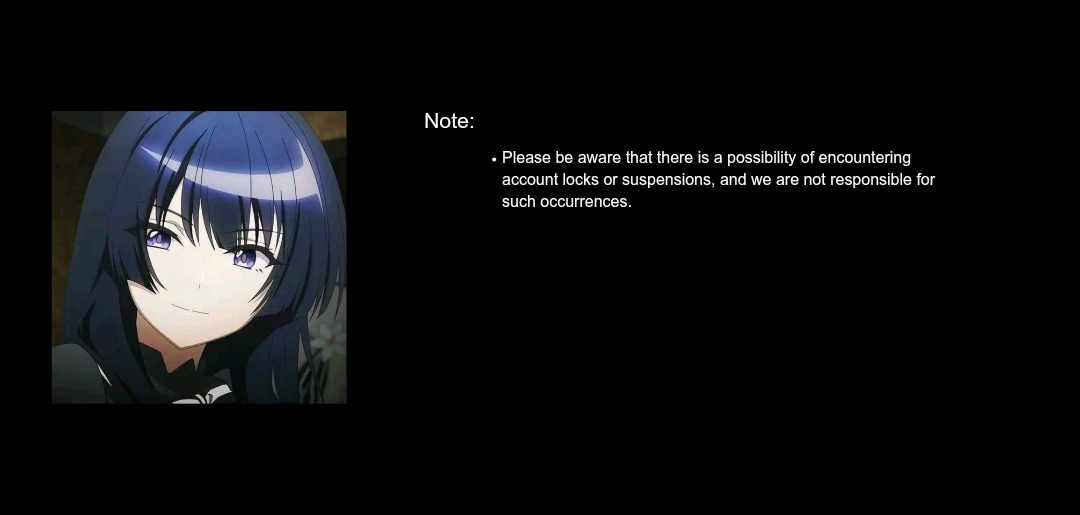 Note:
• Please be aware that there is a possibility of encountering
account locks or suspensions, and we are not responsible for
such occurrences.